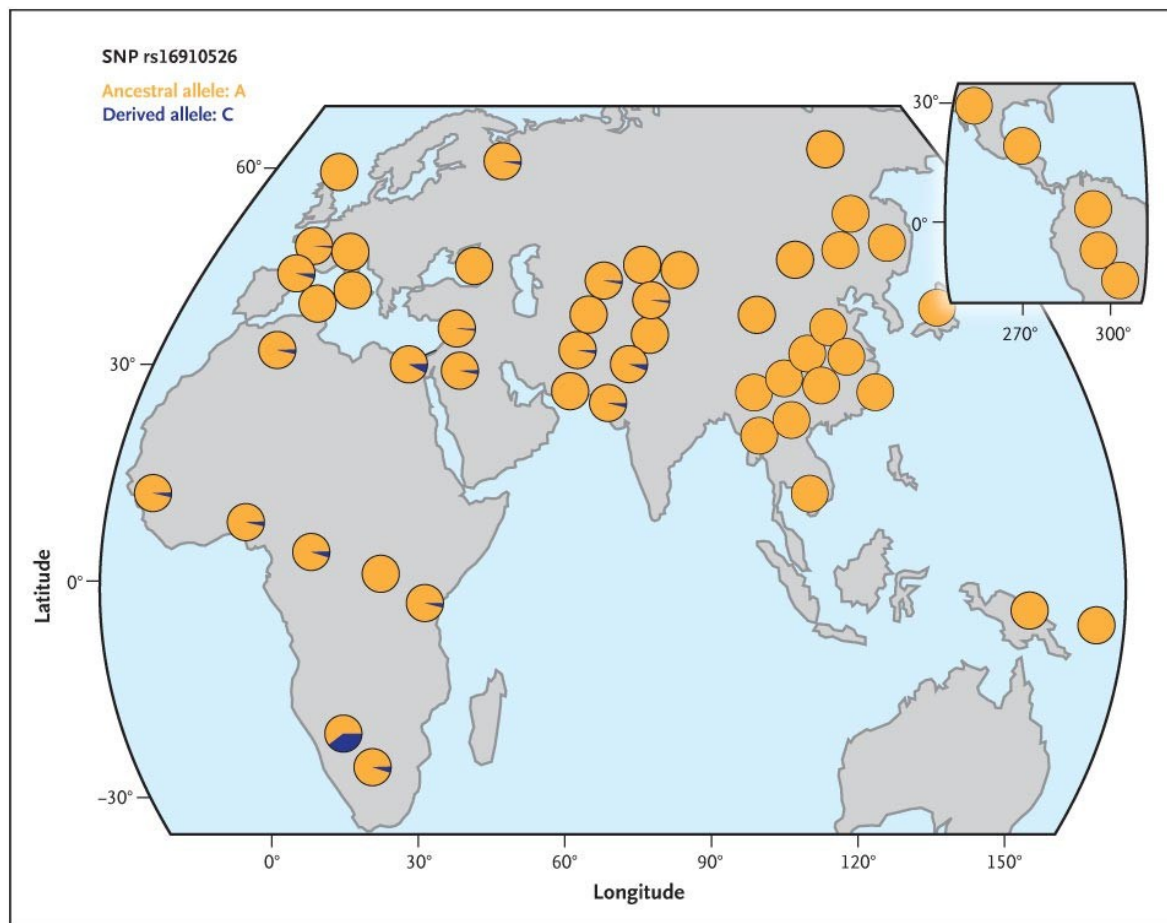 SNP rs16910526
Ancestral allele: A
Derived allele: C
30°
60°
0°
270° 300°
30°
0°
−30°
Latitude
0° 30° 60° 90° 120° 150°
Longitude